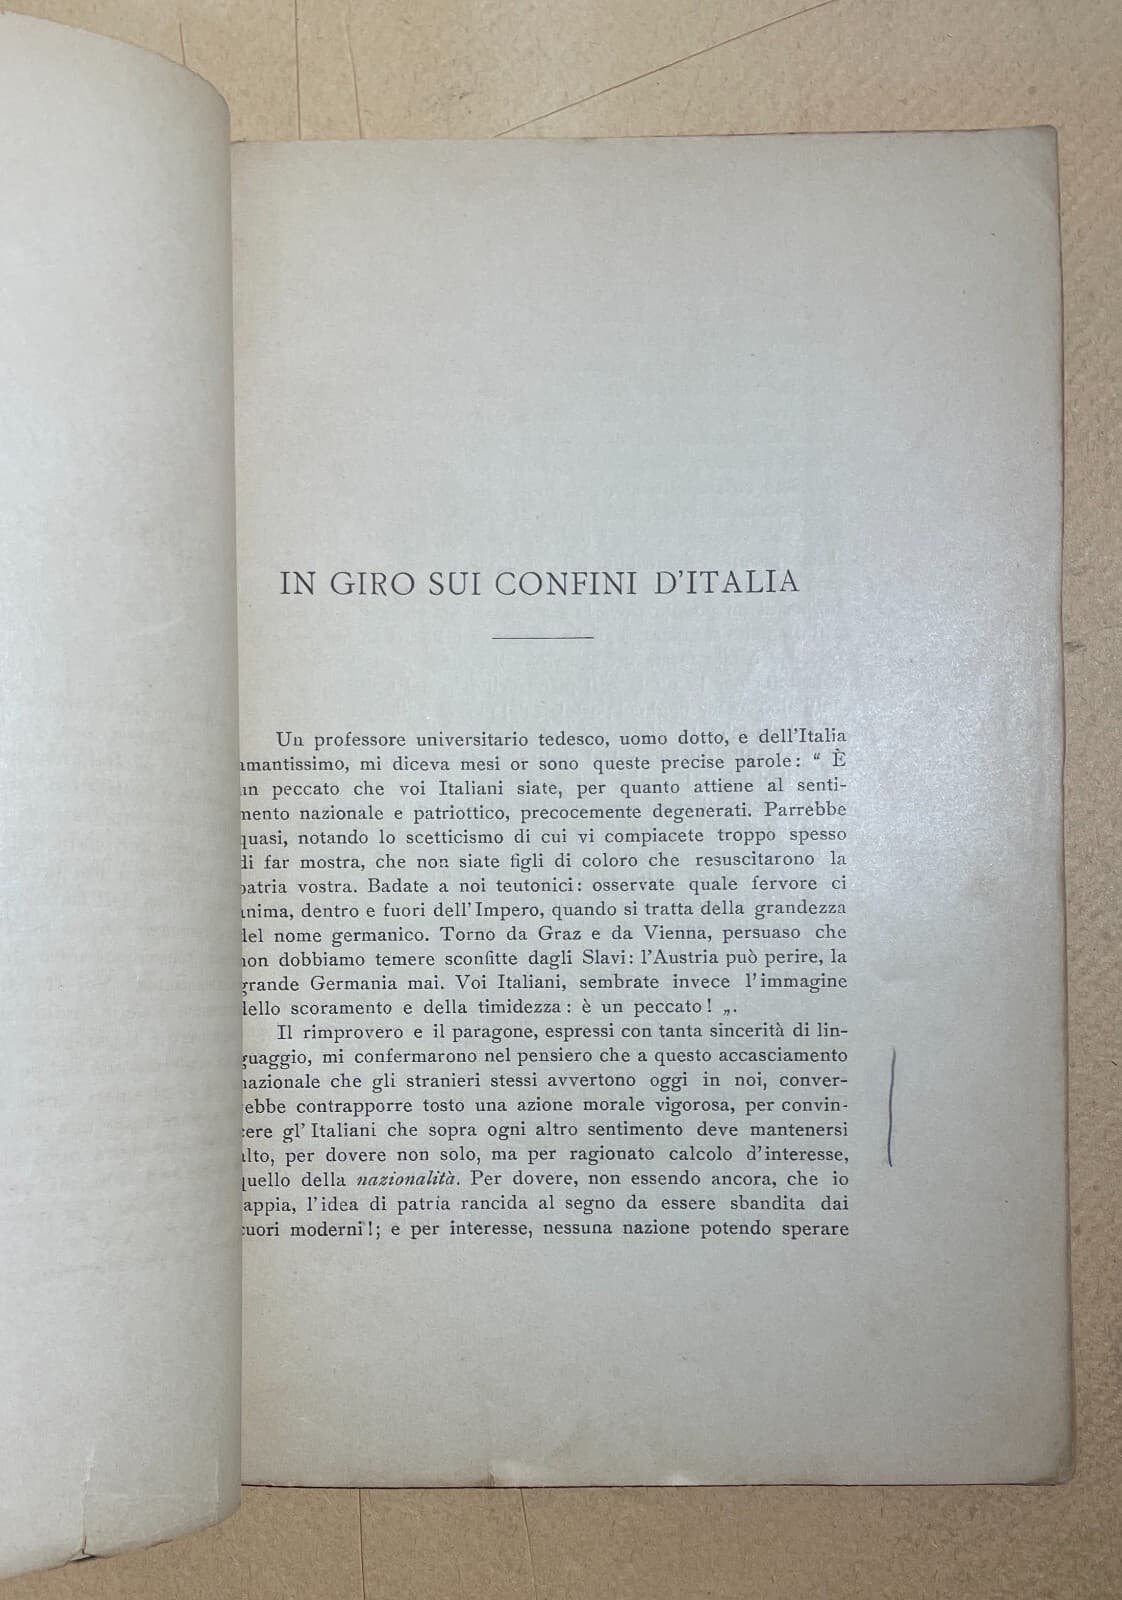 IN GIRO SUI CONFINI D'ITALIA
Un professore universitario tedesco, uomo dotto, e dell'Italia
amantissimo, mi diceva mesi or sono queste precise parole: “ È
un peccato che voi Italiani siate, per quanto attiene al senti-
mento nazionale e patriottico, precocemente degenerati. Parrebbe
quasi, notando lo scetticismo di cui vi compiacete troppo spesso
di far mostra, che non siate figli di coloro che resuscitarono la
patria vostra. Badate a noi teutonici: osservate quale fervore ci
anima, dentro e fuori dell'Impero, quando si tratta della grandezza
del nome germanico. Torno da Graz e da Vienna, persuaso che
non dobbiamo temere sconfitte dagli Slavi: l'Austria può perire, la
grande Germania mai. Voi Italiani, sembrate invece l'immagine
dello scoramento e della timidezza: è un peccato! „.
Il rimprovero e il paragone, espressi con tanta sincerità di lin-
guaggio, mi confermarono nel pensiero che a questo accasciamento
nazionale che gli stranieri stessi avvertono oggi in noi, conver-
rebbe contrapporre tosto una azione morale vigorosa, per convin-
cere gl'Italiani che sopra ogni altro sentimento deve mantenersi
alto, per dovere non solo, ma per ragionato calcolo d'interesse,
quello della nazionalità. Per dovere, non essendo ancora, che io
sappia, l'idea di patria rancida al segno da essere sbandita dai
cuori moderni!; e per interesse, nessuna nazione potendo sperare